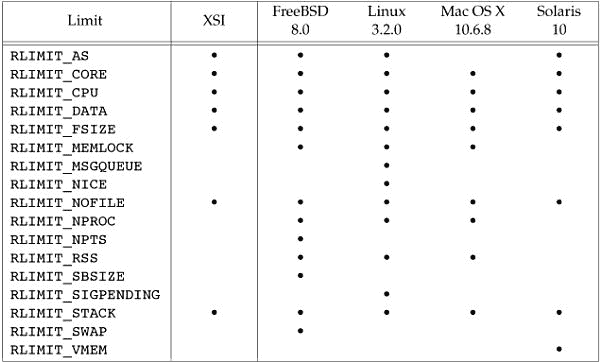 Limit XSI FreeBSD 8.0 Linux 3.2.0 Mac OS X 10.6.8 Solaris 10
RLIMIT_AS • • • •
RLIMIT_CORE • • • • •
RLIMIT_CPU • • • • •
RLIMIT_DATA • • • • •
RLIMIT_FSIZE • • • • •
RLIMIT_MEMLOCK • • •
RLIMIT_MSGQUEUE •
RLIMIT_NICE •
RLIMIT_NOFILE • • • • •
RLIMIT_NPROC • • •
RLIMIT_NPTS •
RLIMIT_RSS • • •
RLIMIT_SBSIZE •
RLIMIT_SIGPENDING •
RLIMIT_STACK • • • • •
RLIMIT_SWAP •
RLIMIT_VMEM •